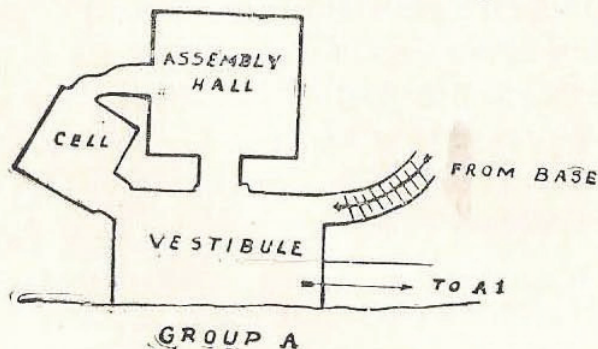 ASSEMBLY
HALL
CELL
FROM BASE
VESTIBULE
TO A1
GROUP A